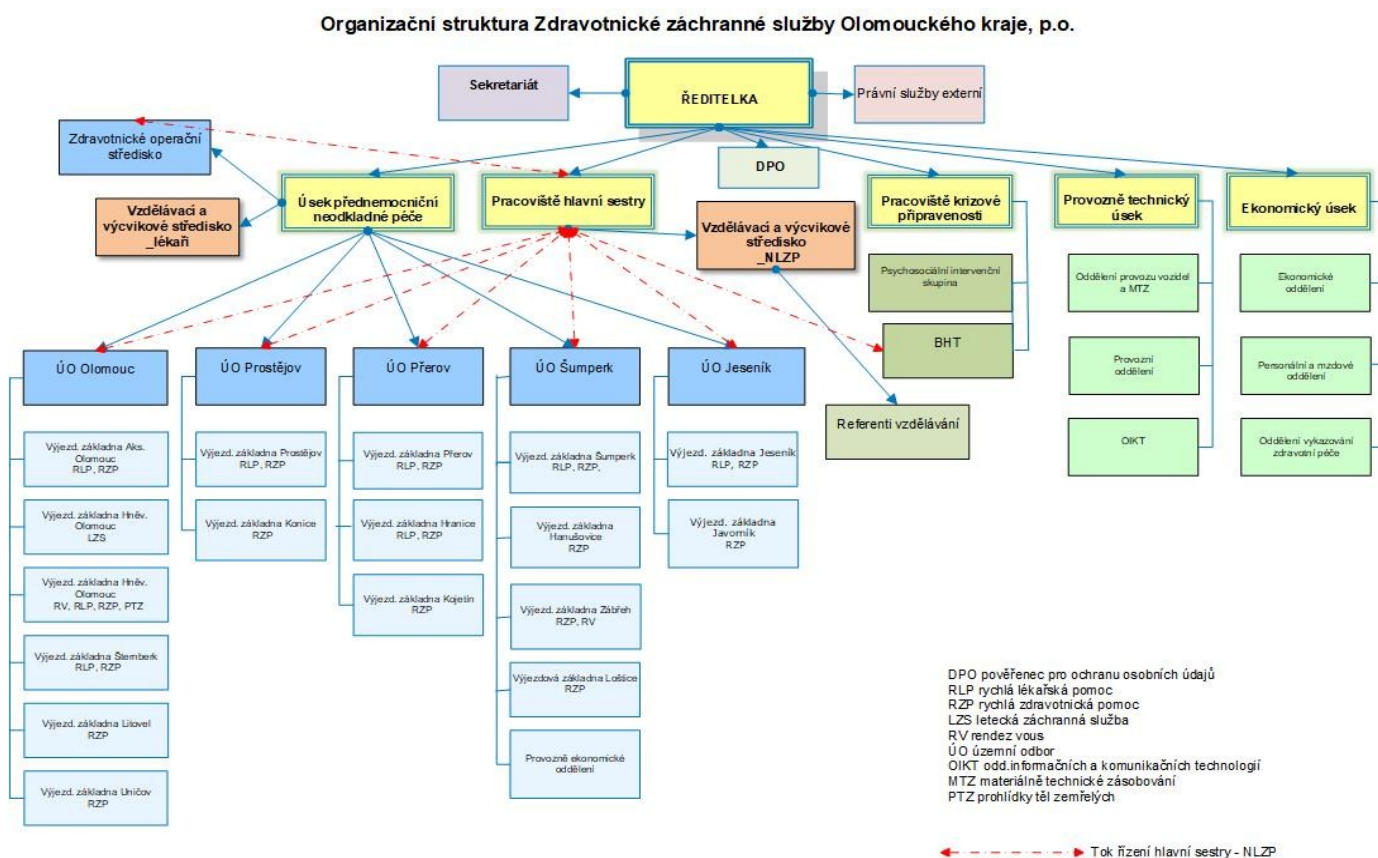 Organizační struktura Zdravotnické záchranné služby Olomouckého kraje, p.o.
Sekretariát
ŘEDITELKA
Právní služby externí
Zdravotnické operační
středisko
DPO
Vzdělávací a
výcvikové středisko
_lékaři
Úsek přednemocniční
neodkladné péče
Pracoviště hlavní sestry
Vzdělávací a výcvikové
středisko
_NLZP
Pracoviště krizové
připravenosti
Provozně technický
úsek
Ekonomický úsek
Psychosociální intervenční
skupina
BHT
Referenti vzdělávání
Oddělení provozu vozidel
a MTZ
Provozní
oddělení
OIKT
Ekonomické
oddělení
Personální a mzdové
oddělení
Oddělení vykazování
zdravotní péče
ÚO Olomouc
ÚO Prostějov
ÚO Přerov
ÚO Šumperk
ÚO Jeseník
Výjezd. základna Aks.
Olomouc
RLP, RZP
Výjezd. základna Hněv.
Olomouc
LZS
Výjezd. základna Hněv.
Olomouc
RV, RLP, RZP, PTZ
Výjezd. základna Šternberk
RLP, RZP
Výjezd. základna Litovel
RZP
Výjezd. základna Uničov
RZP
Výjezd. základna Prostějov
RLP, RZP
Výjezd. základna Konice
RZP
Výjezd. základna Přerov
RLP, RZP
Výjezd. základna Hranice
RLP, RZP
Výjezd. základna Kojetín
RZP
Výjezd. základna Šumperk
RLP, RZP,
Výjezd. základna
Hanušovice
RZP
Výjezd. základna Zábřeh
RZP, RV
Výjezdová základna Loštice
RZP
Provozně ekonomické
oddělení
Výjezd. základna Jeseník
RLP, RZP
Výjezd. základna
Javorník
RZP
DPO pověřenec pro ochranu osobních údajů
RLP rychlá lékařská pomoc
RZP rychlá zdravotnická pomoc
LZS letecká záchranná služba
RV rendez vous
ÚO územní odbor
OIKT odd.informačních a komunikačních technologií
MTZ materiálně technické zásobování
PTZ prohlídky těl zemřelých
Tok řízení hlavní sestry - NLZP